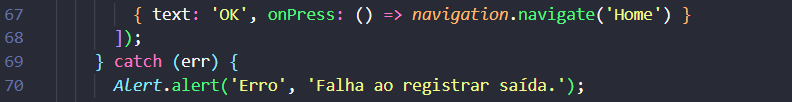 67 { text: 'OK', onPress: () => navigation.navigate('Home') }
68 ]);
69 } catch (err) {
70 Alert.alert('Erro', 'Falha ao registrar saída.');